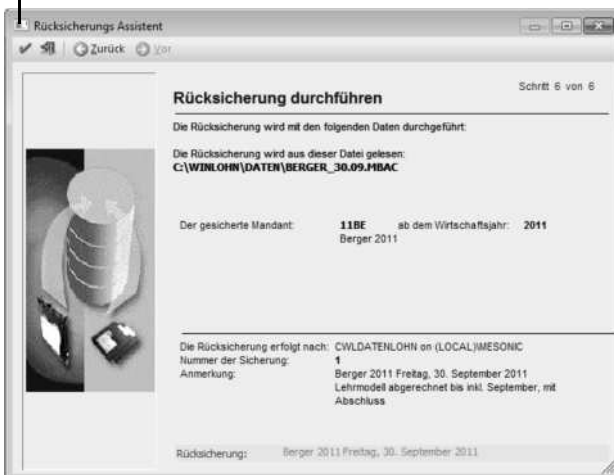 Rücksicherungs Assistent
Zurück Vor
Schritt 6 von 6
Rücksicherung durchführen
Die Rücksicherung wird mit den folgenden Daten durchgeführt:
Die Rücksicherung wird aus dieser Datei gelesen:
C:\WINLOHN\DATEN\BERGER_30.09.MBAC
Der gesicherte Mandant: 11BE ab dem Wirtschaftsjahr: 2011
Berger 2011
Die Rücksicherung erfolgt nach: CWLDATENLOHN on (LOCAL)\MESONIC
Nummer der Sicherung: 1
Anmerkung: Berger 2011 Freitag, 30. September 2011
Lehrmodell abgerechnet bis inkl. September, mit
Abschluss
Rücksicherung: Berger 2011 Freitag, 30. September 2011